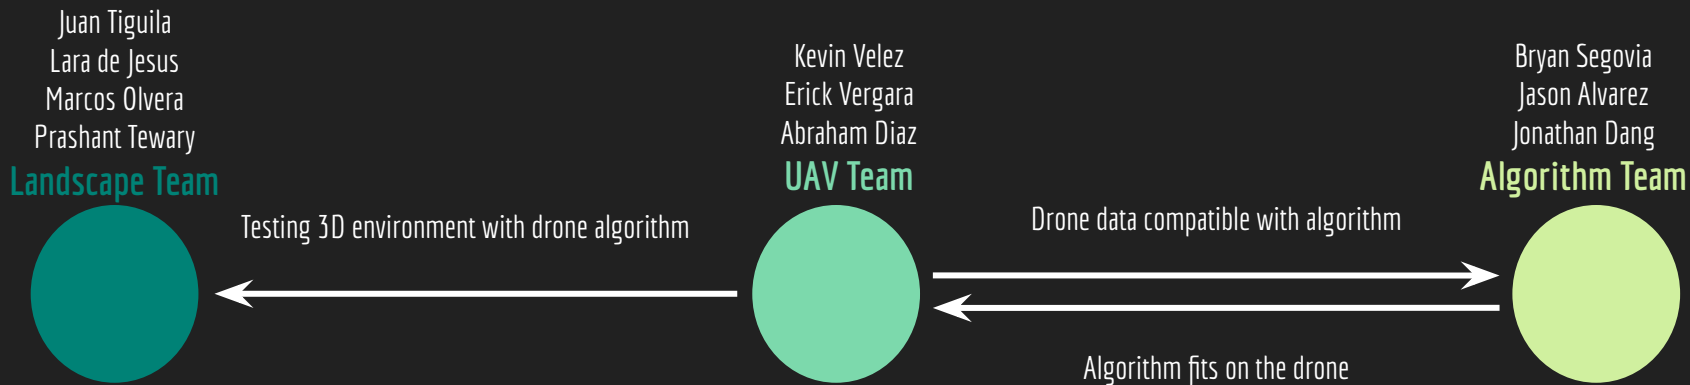 Juan Tiguila
Lara de Jesus
Marcos Olvera
Prashant Tewary
Landscape Team
Testing 3D environment with drone algorithm
Kevin Velez
Erick Vergara
Abraham Diaz
UAV Team
Drone data compatible with algorithm
Algorithm fits on the drone
Bryan Segovia
Jason Alvarez
Jonathan Dang
Algorithm Team